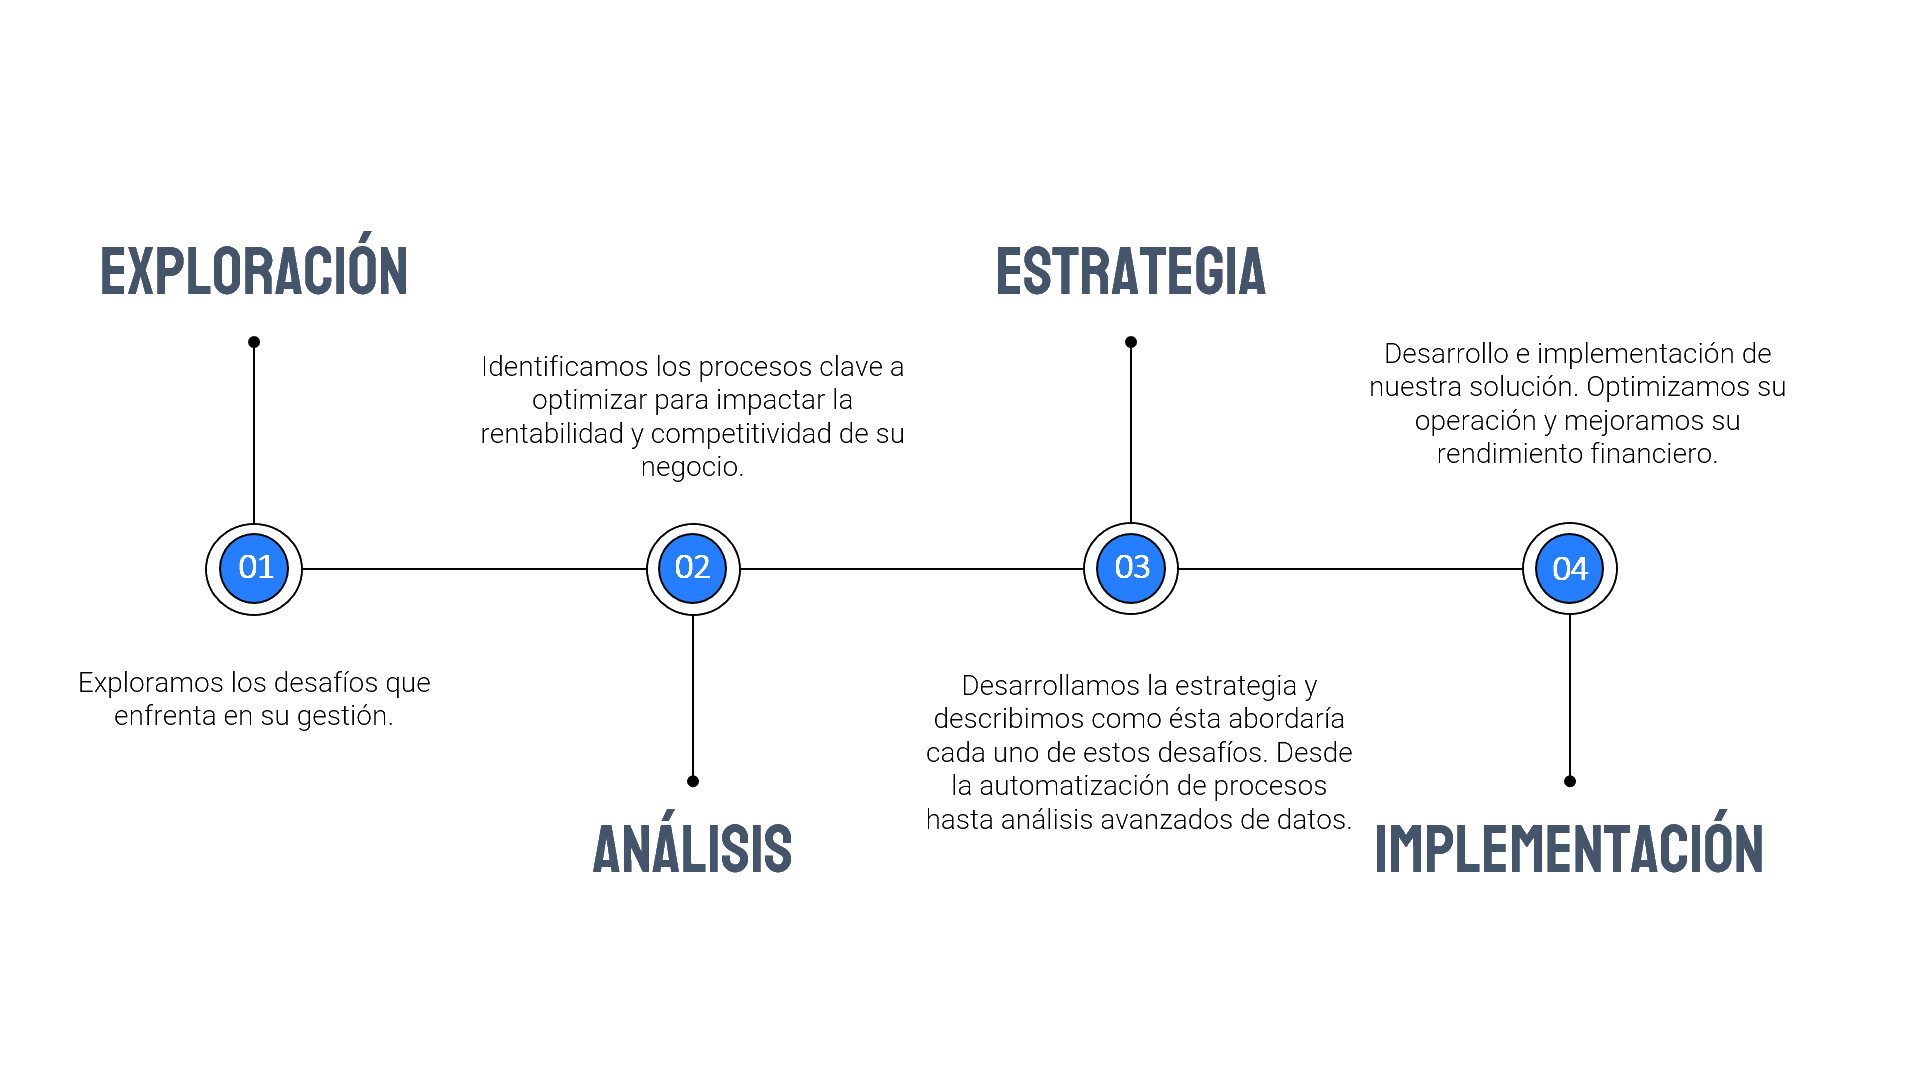 EXPLORACIÓN
01
Exploramos los desafíos que
enfrenta en su gestión.
Identificamos los procesos clave a
optimizar para impactar la
rentabilidad y competitividad de su
negocio.
02
ANÁLISIS
ESTRATEGIA
03
Desarrollamos la estrategia y
describimos como ésta abordaría
cada uno de estos desafíos. Desde
la automatización de procesos
hasta análisis avanzados de datos.
Desarrollo e implementación de
nuestra solución. Optimizamos su
operación y mejoramos su
rendimiento financiero.
04
IMPLEMENTACIÓN